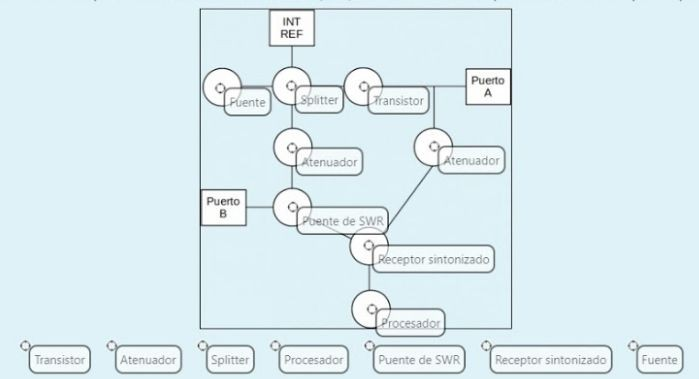 INT
REF
Fuente
Splitter
Transistor
Puerto
A
Atenuador
Atenuador
Puerto
B
Puente de SWR
Receptor sintonizado
Procesador
Transistor
Atenuador
Splitter
Procesador
Puente de SWR
Receptor sintonizado
Fuente